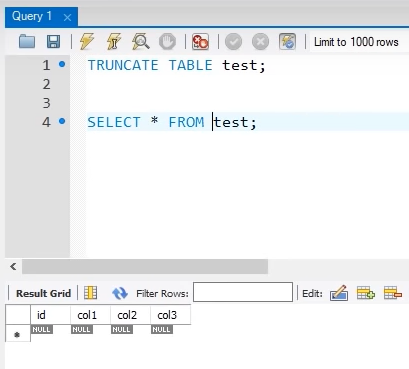 Query 1 ×
Limit to 1000 rows
1 TRUNCATE TABLE test;
2
3
4 SELECT * FROM test;
Result Grid Filter Rows: Edit:
id col1 col2 col3
* NULL NULL NULL NULL